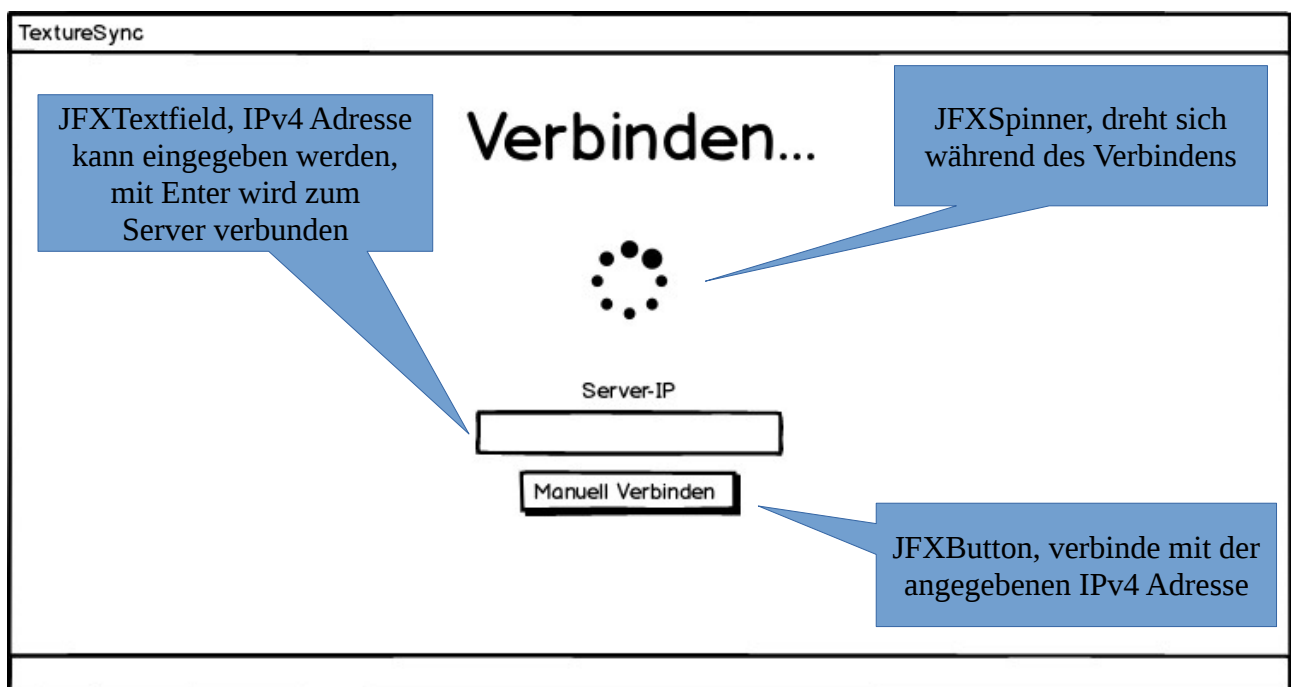 TextureSync
JFXTextfield, IPv4 Adresse
kann eingegeben werden,
mit Enter wird zum
Server verbunden
Verbinden...
JFXSpinner, dreht sich
während des Verbindens
Server-IP
Manuell Verbinden
JFXButton, verbinde mit der
angegebenen IPv4 Adresse